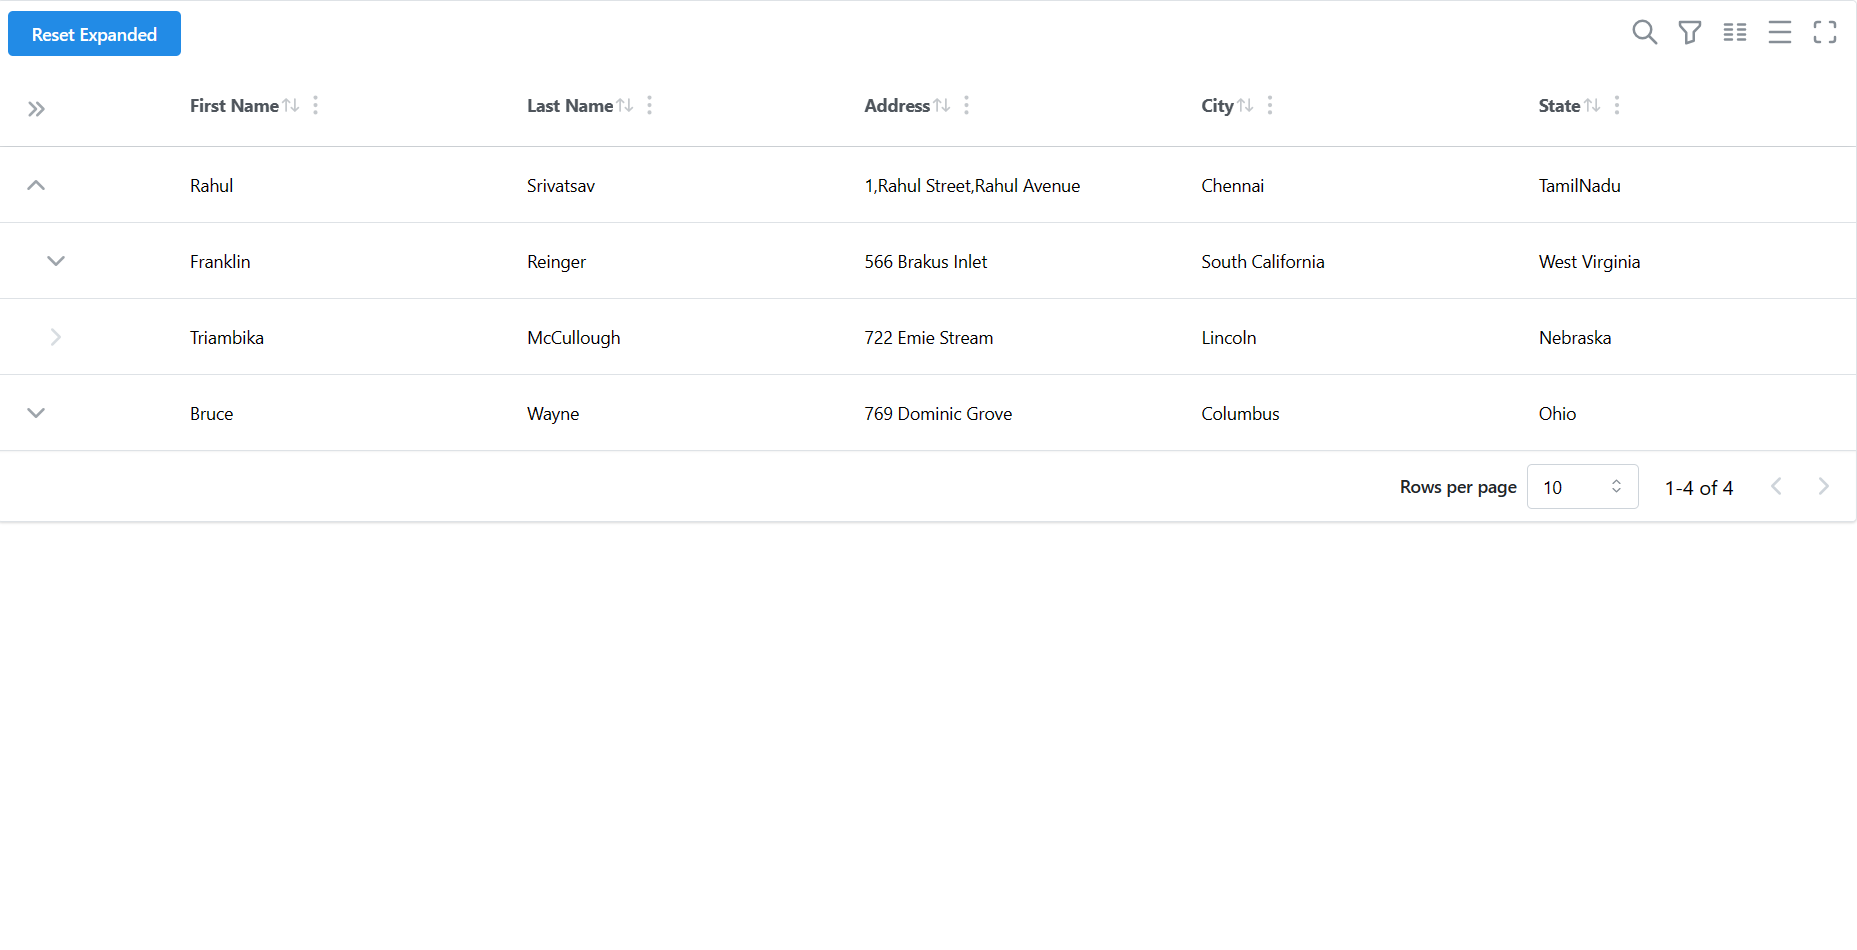 Reset Expanded
First Name Last Name Address City State
Rahul Srivatsav 1,Rahul Street,Rahul Avenue Chennai TamilNadu
Franklin Reinger 566 Brakus Inlet South California West Virginia
Triambika McCullough 722 Emie Stream Lincoln Nebraska
Bruce Wayne 769 Dominic Grove Columbus Ohio
Rows per page 10 1-4 of 4